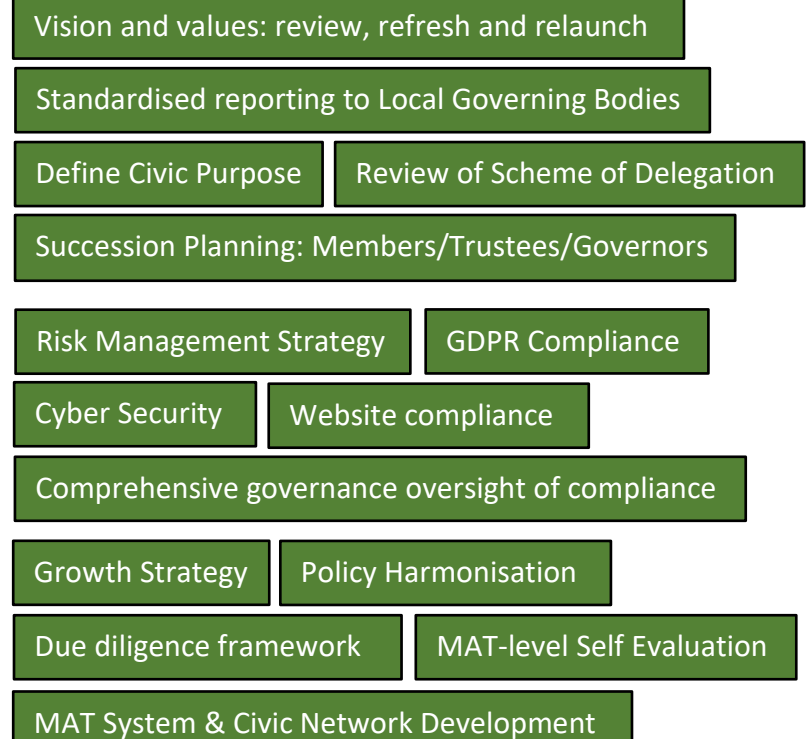 Vision and values: review, refresh and relaunch
Standardised reporting to Local Governing Bodies
Define Civic Purpose
Review of Scheme of Delegation
Succession Planning: Members/Trustees/Governors
Risk Management Strategy
GDPR Compliance
Cyber Security
Website compliance
Comprehensive governance oversight of compliance
Growth Strategy
Policy Harmonisation
Due diligence framework
MAT-level Self Evaluation
MAT System & Civic Network Development